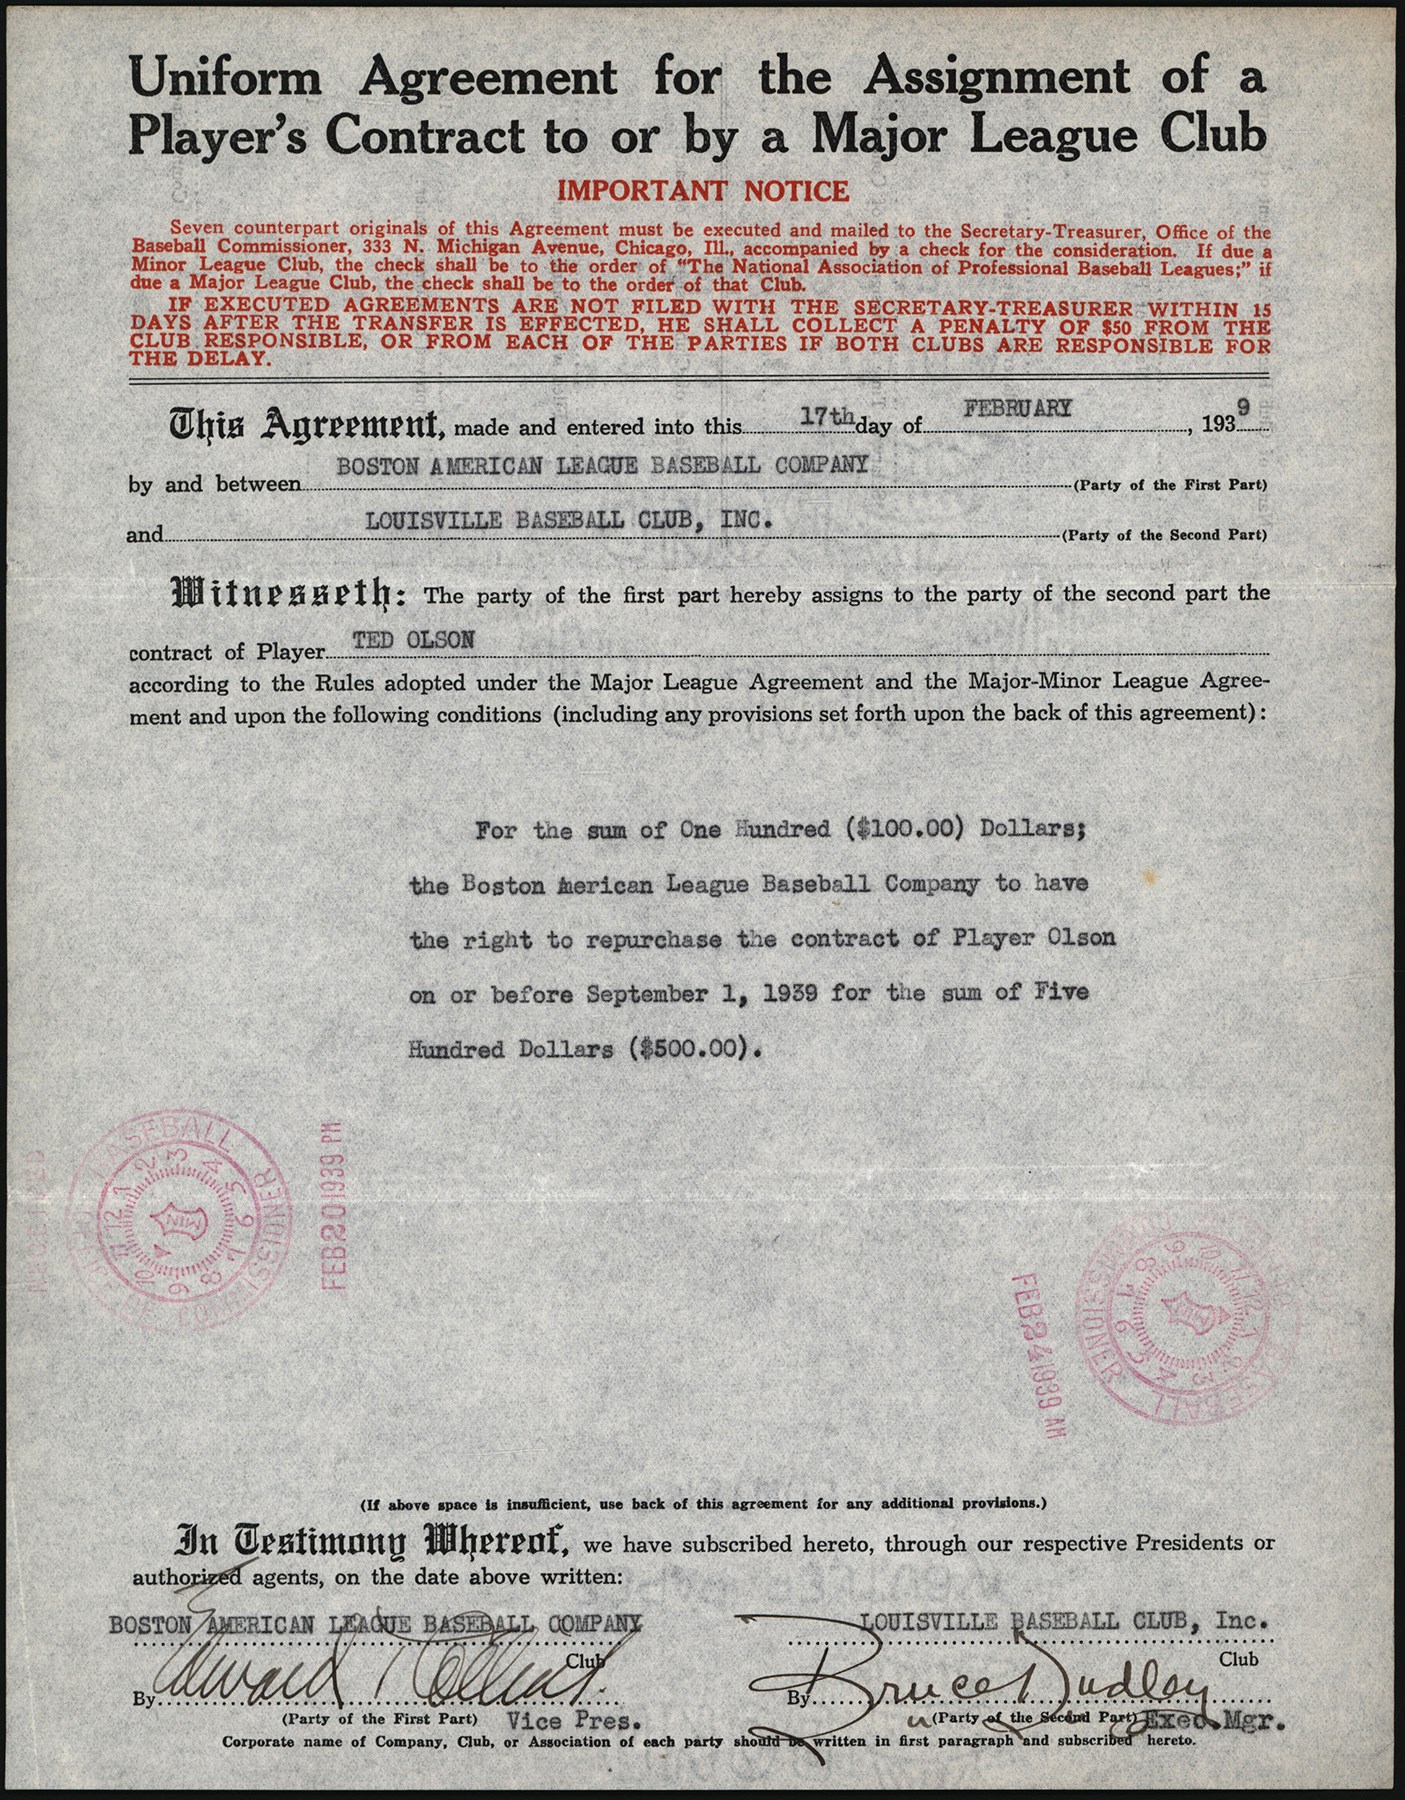 Uniform Agreement for the Assignment of a
Player's Contract to or by a Major League Club
IMPORTANT NOTICE
Seven counterpart originals of this Agreement must be executed and mailed to the Secretary-Treasurer, Office of the
Baseball Commissioner, 333 N. Michigan Avenue, Chicago, Ill., accompanied by a check for the consideration. If due a
Minor League Club, the check shall be to the order of "The National Association of Professional Baseball Leagues;" if
due a Major League Club, the check shall be to the order of that Club.
IF EXECUTED AGREEMENTS ARE NOT FILED WITH THE SECRETARY-TREASURER WITHIN 15
DAYS AFTER THE TRANSFER IS EFFECTED, HE SHALL COLLECT A PENALTY OF $50 FROM THE
CLUB RESPONSIBLE, OR FROM EACH OF THE PARTIES IF BOTH CLUBS ARE RESPONSIBLE FOR
THE DELAY.
This Agreement, made and entered into this 17th day of FEBRUARY, 1939
by and between BOSTON AMERICAN LEAGUE BASEBALL COMPANY (Party of the First Part)
and LOUISVILLE BASEBALL CLUB, INC. (Party of the Second Part)
Witnesseth: The party of the first part hereby assigns to the party of the second part the
contract of Player TED OLSON
according to the Rules adopted under the Major League Agreement and the Major-Minor League Agree-
ment and upon the following conditions (including any provisions set forth upon the back of this agreement):
For the sum of One Hundred ($100.00) Dollars;
the Boston American League Baseball Company to have
the right to repurchase the contract of Player Olson
on or before September 1, 1939 for the sum of Five
Hundred Dollars ($500.00).
BASEBALL COMMISSIONER
1 2 3 4 5 6 7 8 9 10 11 12
MIN
FEB 20 1939 PM
FEB 24 1939 AM
BASEBALL COMMISSIONER
(If above space is insufficient, use back of this agreement for any additional provisions.)
In Testimony Whereof, we have subscribed hereto, through our respective Presidents or
authorized agents, on the date above written:
BOSTON AMERICAN LEAGUE BASEBALL COMPANY Club
LOUISVILLE BASEBALL CLUB, Inc. Club
By Edward T Collins
By Bruce Dudley
(Party of the First Part) Vice Pres.
(Party of the Second Part) Exec. Mgr.
Corporate name of Company, Club, or Association of each party should be written in first paragraph and subscribed hereto.